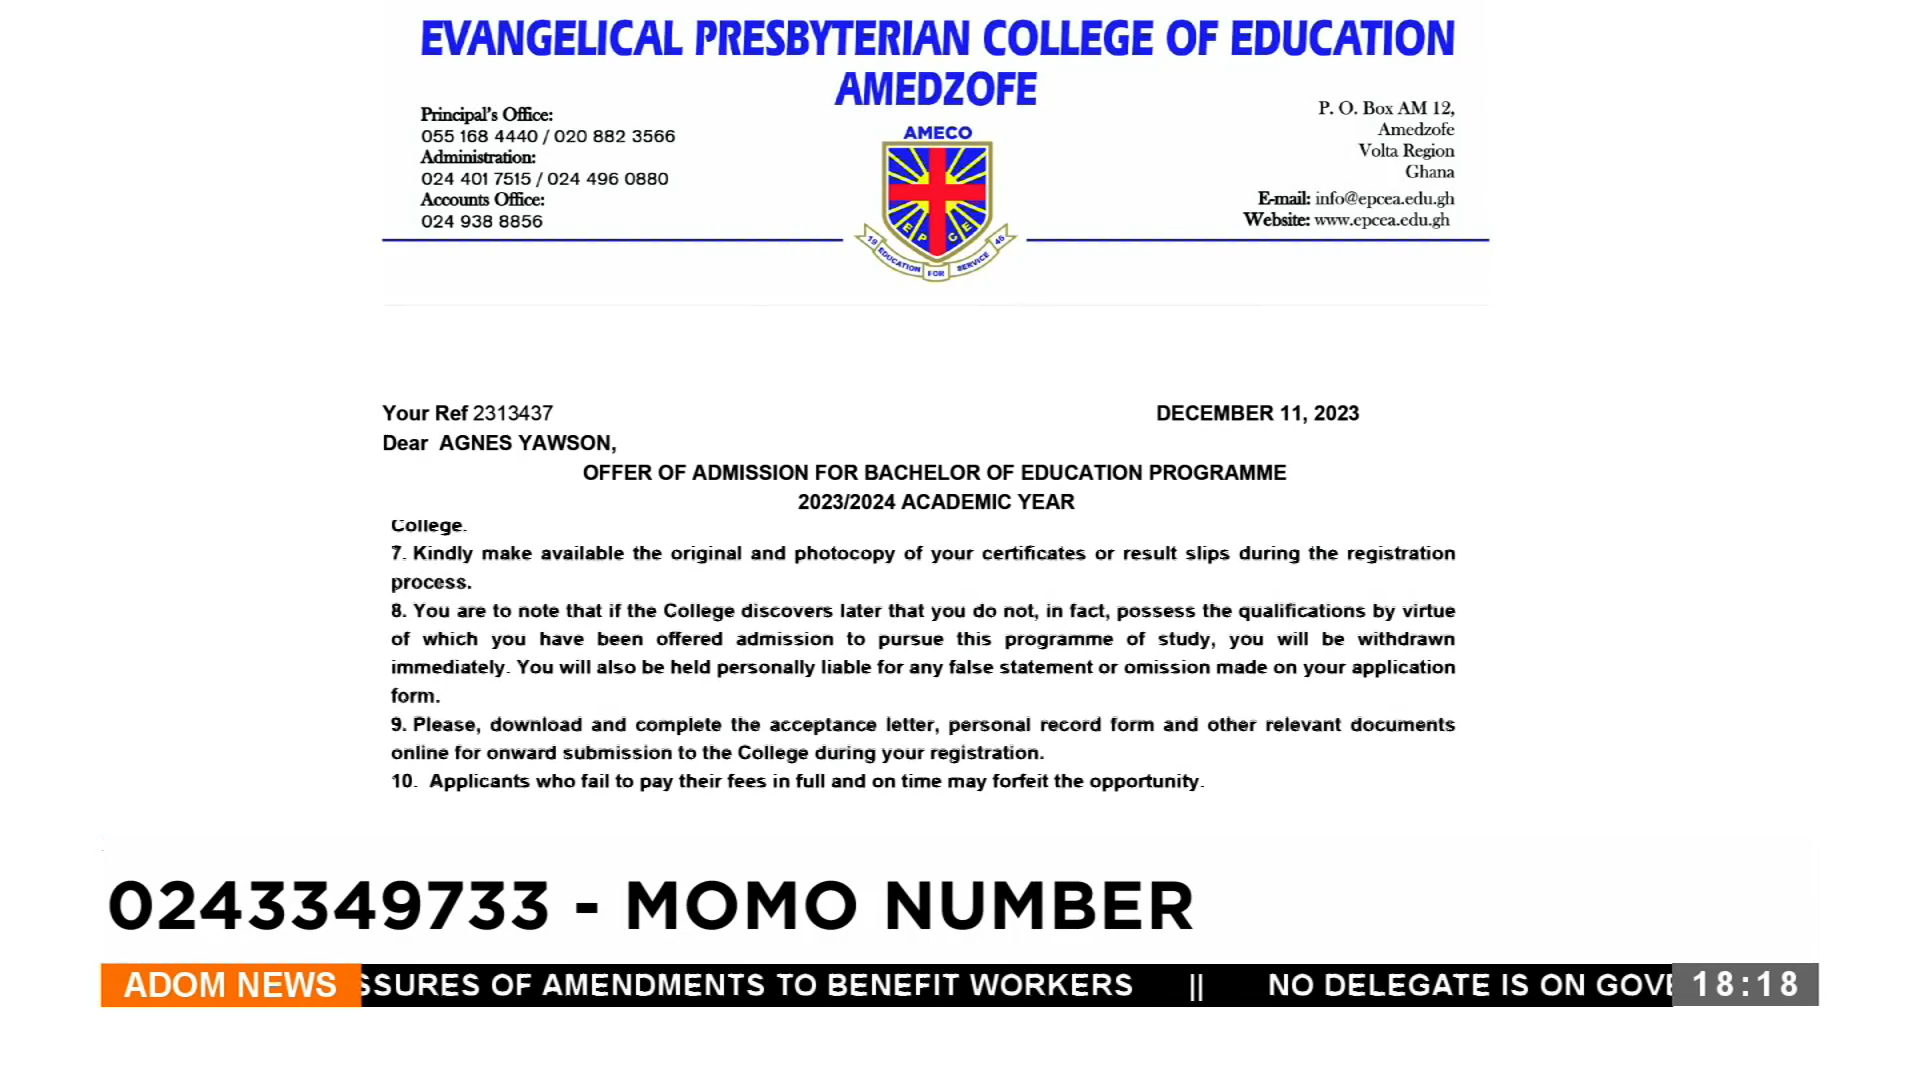 EVANGELICAL PRESBYTERIAN COLLEGE OF EDUCATION
AMEDZOFE
Principal's Office:
055 168 4440 / 020 882 3566
Administration:
024 401 7515 / 024 496 0880
Accounts Office:
024 938 8856
AMECO
E P C E
19 EDUCATION FOR SERVICE 46
P. O. Box AM 12,
Amedzofe
Volta Region
Ghana
E-mail: info@epcea.edu.gh
Website: www.epcea.edu.gh
Your Ref 2313437
DECEMBER 11, 2023
Dear AGNES YAWSON,
OFFER OF ADMISSION FOR BACHELOR OF EDUCATION PROGRAMME
2023/2024 ACADEMIC YEAR
College.
7. Kindly make available the original and photocopy of your certificates or result slips during the registration
process.
8. You are to note that if the College discovers later that you do not, in fact, possess the qualifications by virtue
of which you have been offered admission to pursue this programme of study, you will be withdrawn
immediately. You will also be held personally liable for any false statement or omission made on your application
form.
9. Please, download and complete the acceptance letter, personal record form and other relevant documents
online for onward submission to the College during your registration.
10. Applicants who fail to pay their fees in full and on time may forfeit the opportunity.
0243349733 - MOMO NUMBER
ADOM NEWS SSURES OF AMENDMENTS TO BENEFIT WORKERS || NO DELEGATE IS ON GOVE 18:18